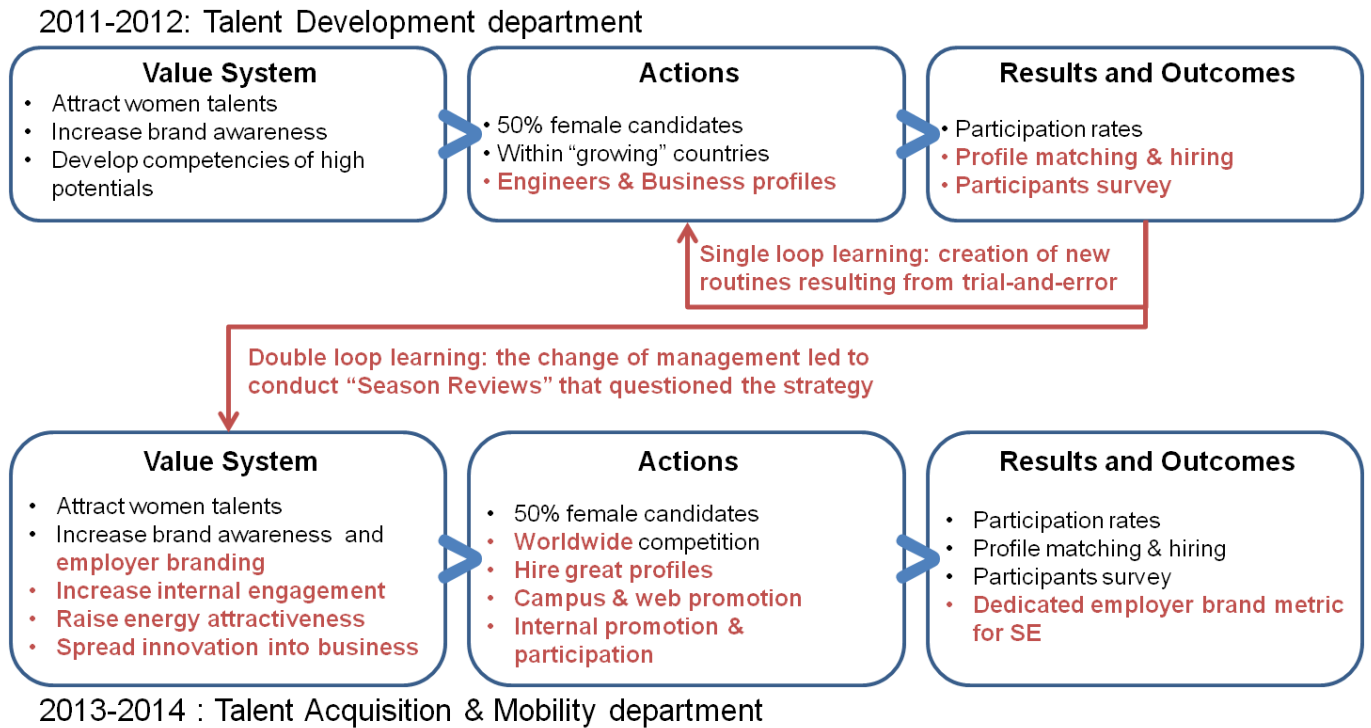 2011-2012: Talent Development department
Value System
• Attract women talents
• Increase brand awareness
• Develop competencies of high
potentials
Actions
• 50% female candidates
• Within “growing” countries
• Engineers & Business profiles
Results and Outcomes
• Participation rates
• Profile matching & hiring
• Participants survey
Single loop learning: creation of new
routines resulting from trial-and-error
Double loop learning: the change of management led to
conduct “Season Reviews” that questioned the strategy
Value System
• Attract women talents
• Increase brand awareness and
employer branding
• Increase internal engagement
• Raise energy attractiveness
• Spread innovation into business
Actions
• 50% female candidates
• Worldwide competition
• Hire great profiles
• Campus & web promotion
• Internal promotion &
participation
Results and Outcomes
• Participation rates
• Profile matching & hiring
• Participants survey
• Dedicated employer brand metric
for SE
2013-2014 : Talent Acquisition & Mobility department